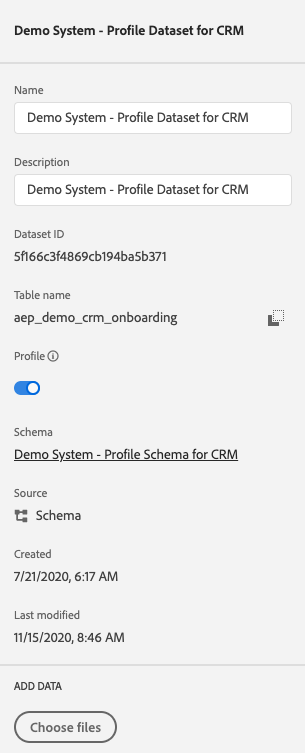 Demo System - Profile Dataset for CRM
Name
Demo System - Profile Dataset for CRM
Description
Demo System - Profile Dataset for CRM
Dataset ID
5f166c3f4869cb194ba5b371
Table name
aep_demo_crm_onboarding
Profile
Schema
Demo System - Profile Schema for CRM
Source
Schema
Created
7/21/2020, 6:17 AM
Last modified
11/15/2020, 8:46 AM
ADD DATA
Choose files